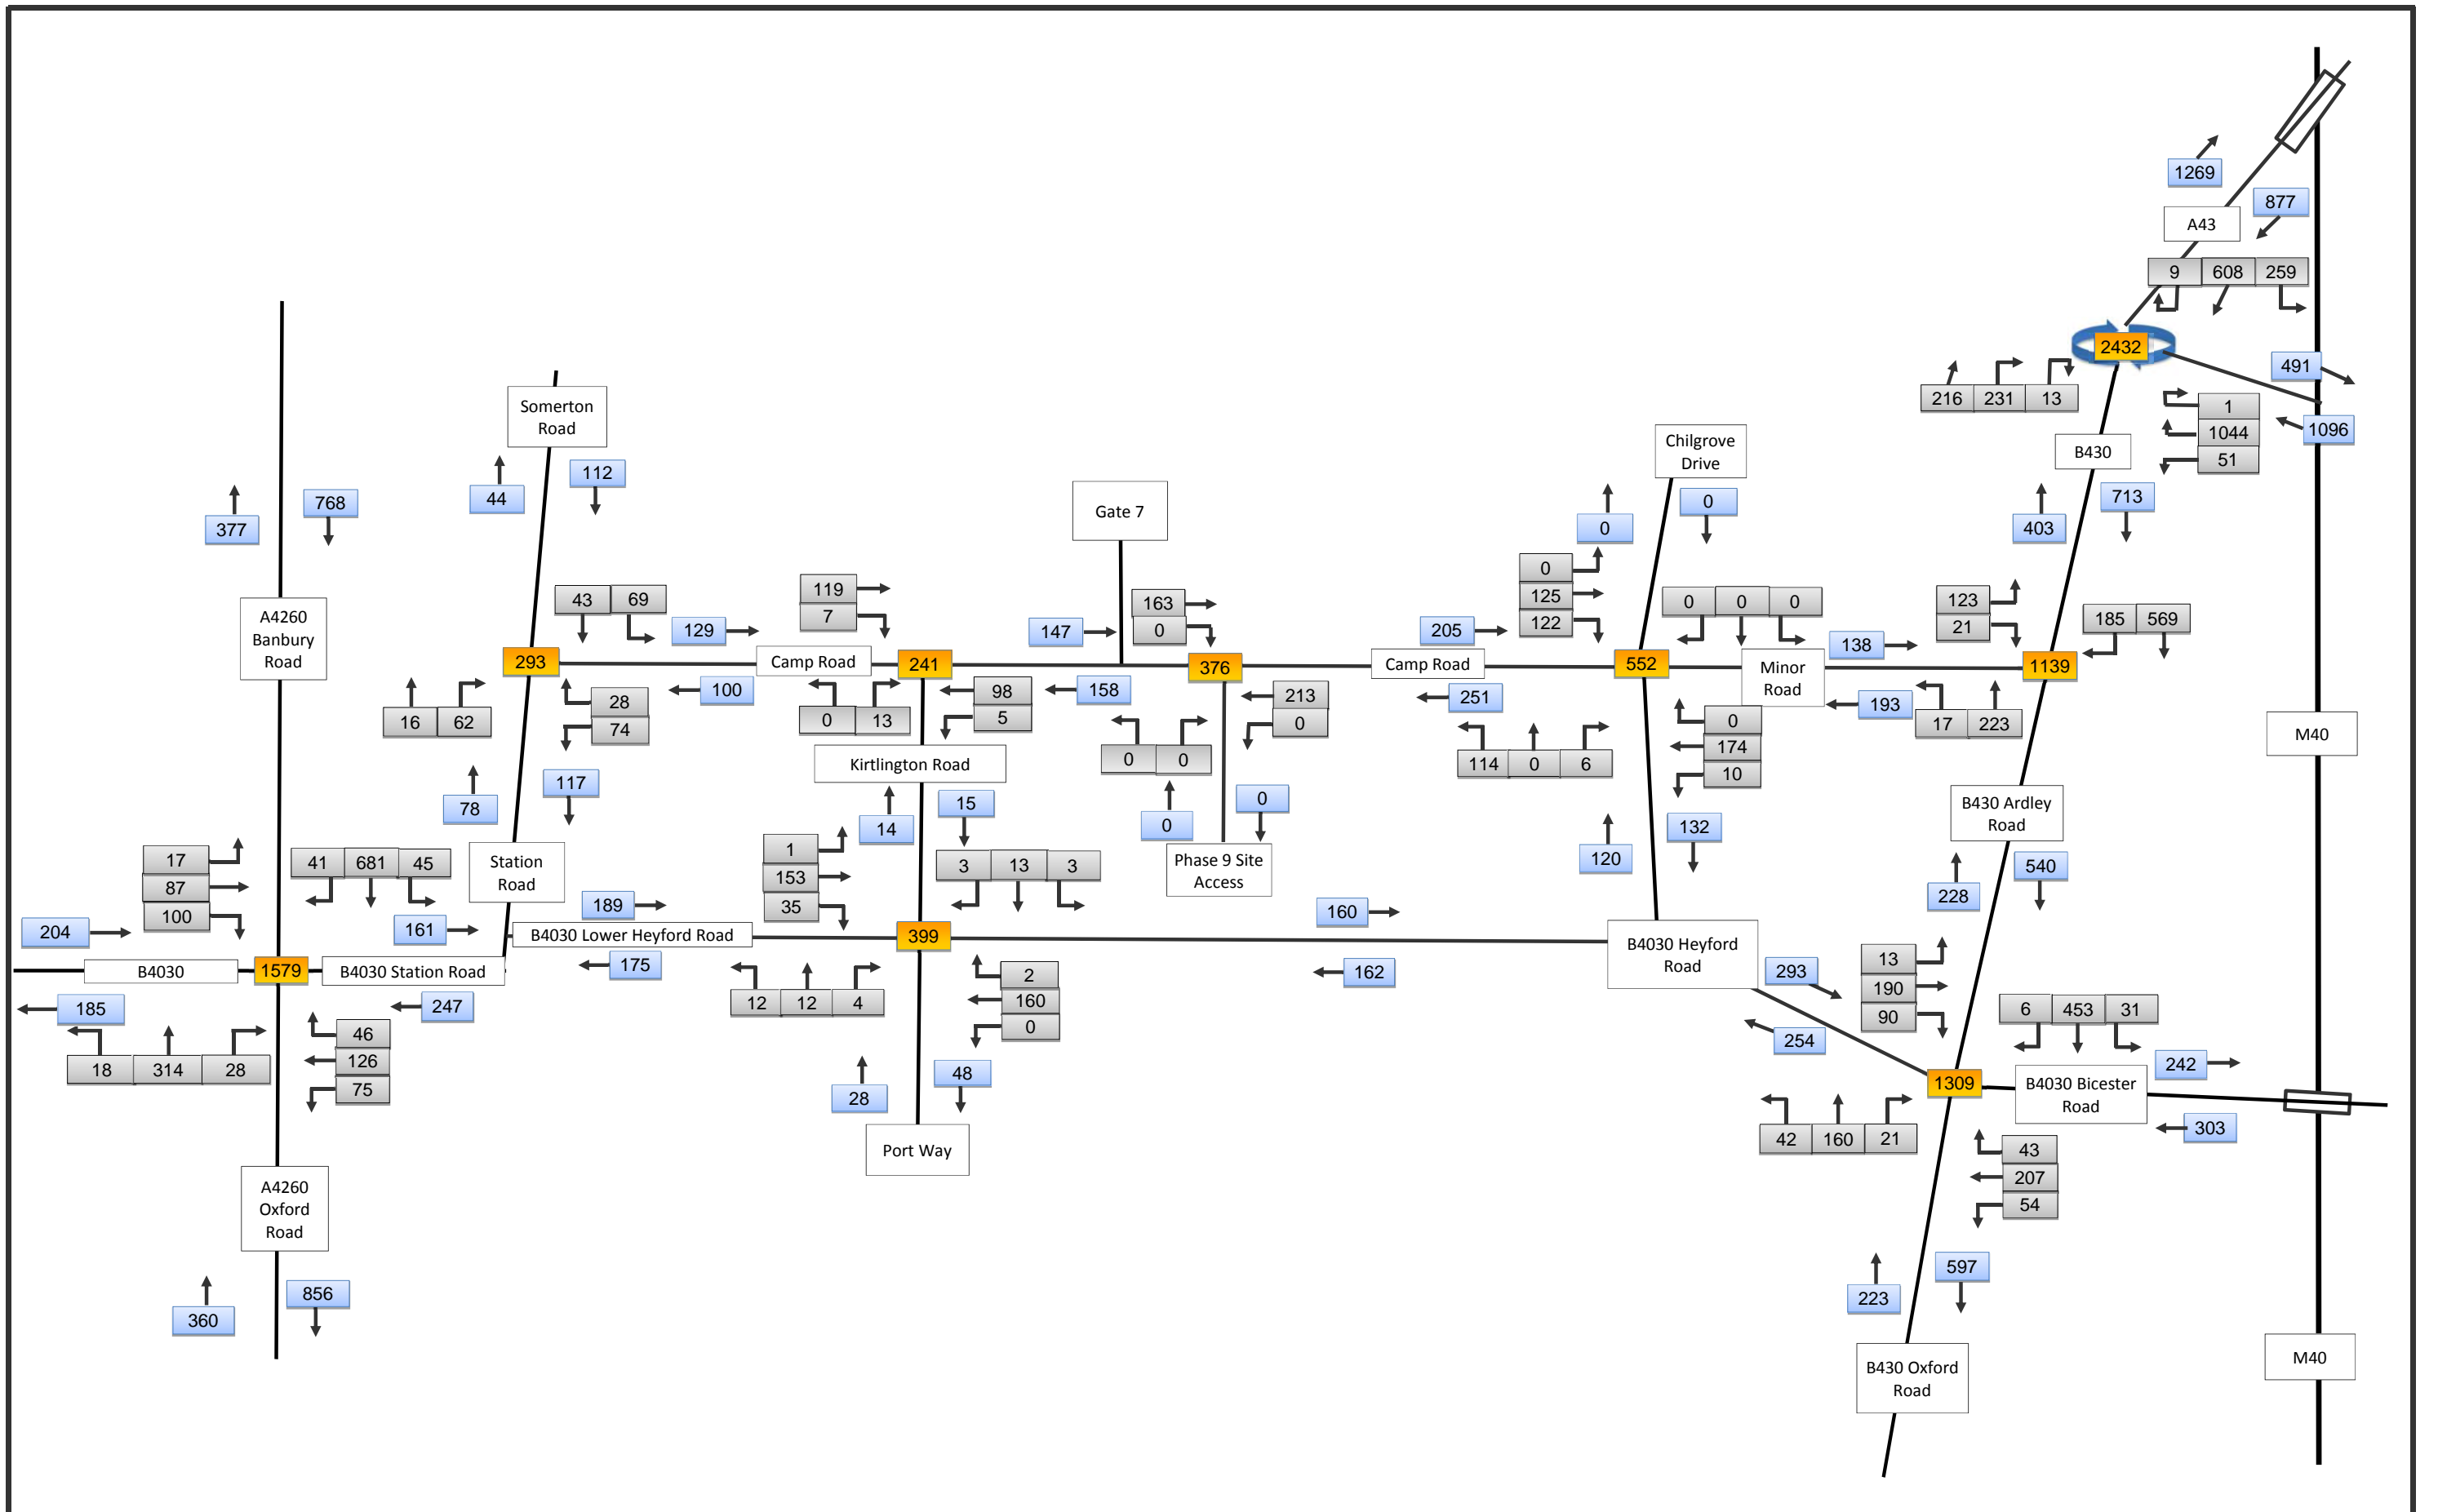 1269
877
A43
9 608 259
2432
491
216 231 13
1
1044
51
1096
B430
403
713
Somerton
Road
44
112
377
768
Chilgrove
Drive
0
0
Gate 7
A4260
Banbury
Road
43 69
129
119
7
147
163
0
205
0
125
122
0 0 0
138
123
21
185 569
293
Camp Road
241
376
Camp Road
552
Minor
Road
1139
16 62
28
74
100
0 13
98
5
158
0 0
213
0
251
114 0 6
0
174
10
193
17 223
M40
Kirtlington Road
78
117
14
15
0
0
120
132
B430 Ardley
Road
228
540
17
87
100
41 681 45
Station
Road
1
153
35
3 13 3
Phase 9 Site
Access
204
161
189
160
B4030
1579
B4030 Station Road
B4030 Lower Heyford Road
399
B4030 Heyford
Road
293
13
190
90
185
247
175
162
254
6 453 31
242
18 314 28
46
126
75
12 12 4
2
160
0
28
48
1309
B4030 Bicester
Road
303
42 160 21
43
207
54
Port Way
A4260
Oxford
Road
360
856
223
597
B430 Oxford
Road
M40